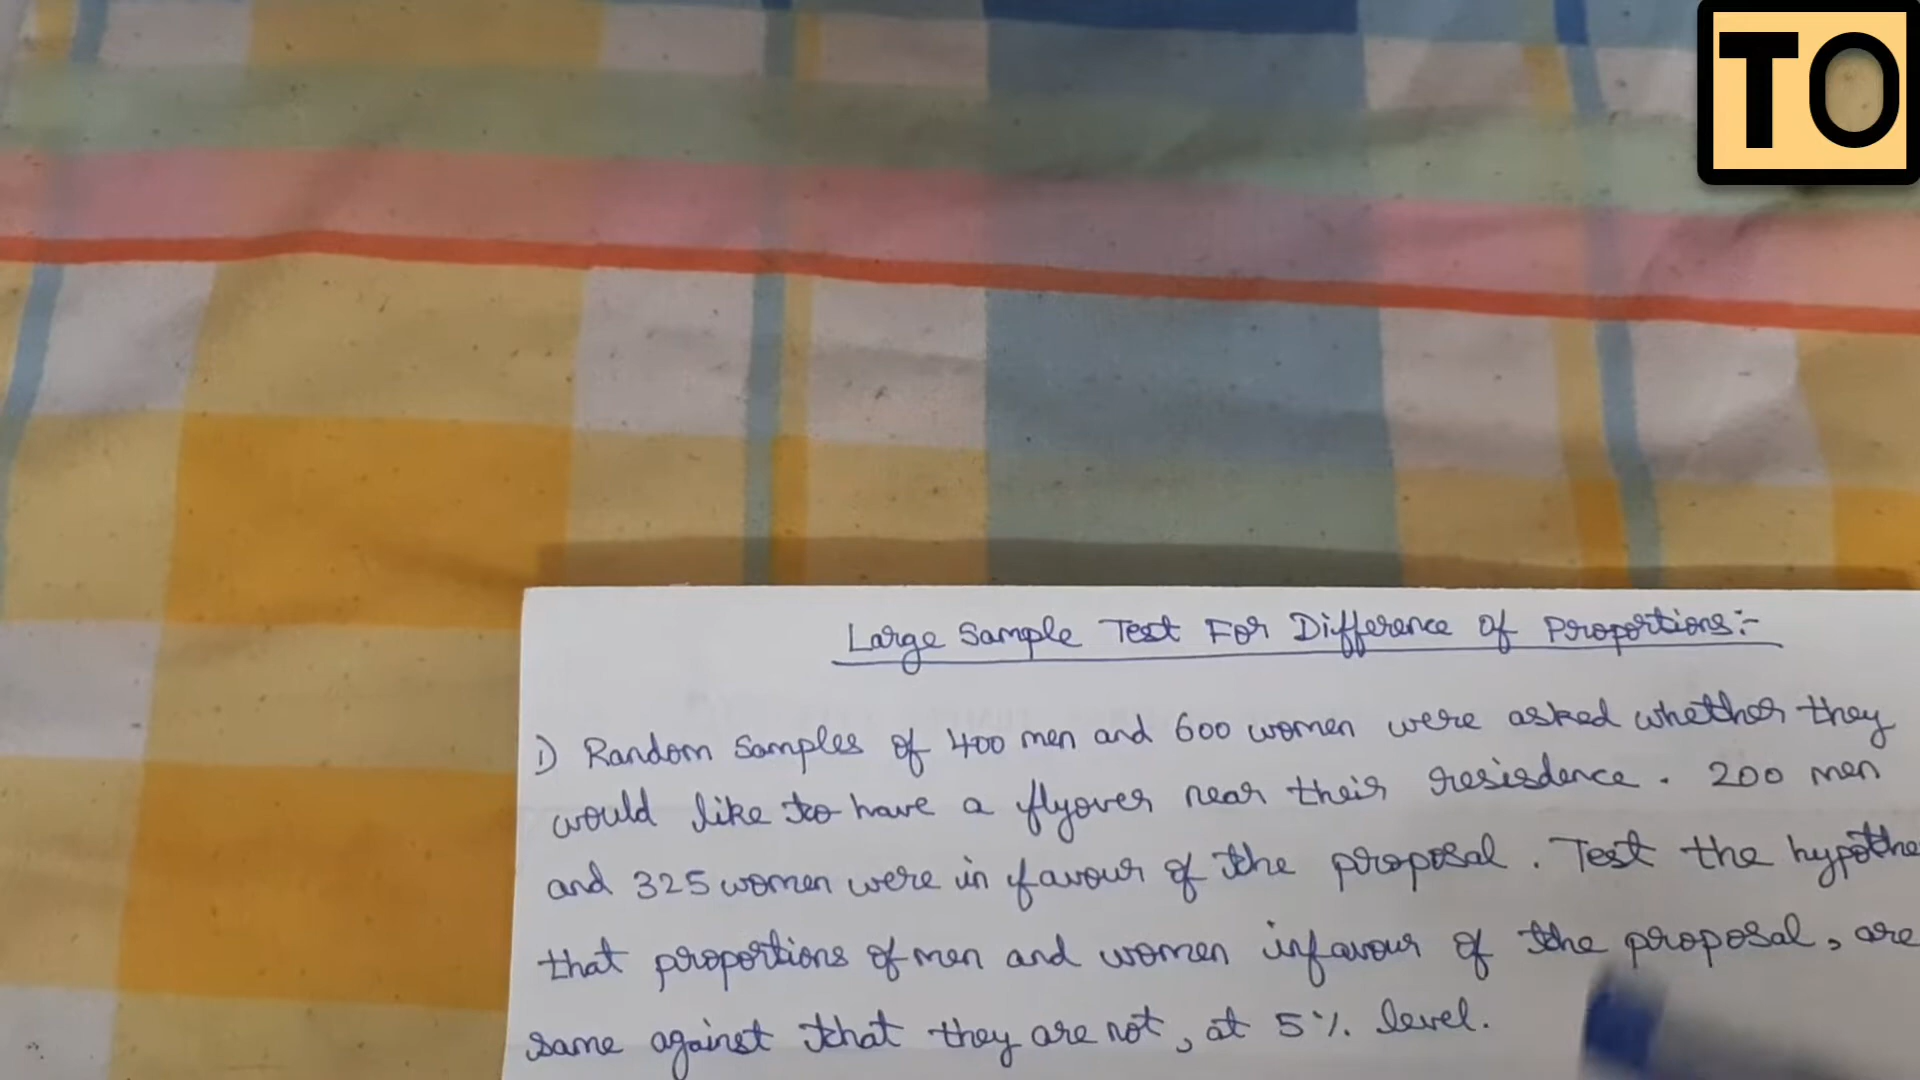 TO
Large Sample Test For Difference of Proportions:-
1) Random Samples of 400 men and 600 women were asked whether they
would like to have a flyover near their resisdence. 200 men
and 325 women were in favour of the proposal. Test the hypothe
that proportions of men and women infavour of the proposal, are
same against that they are not, at 5% level.